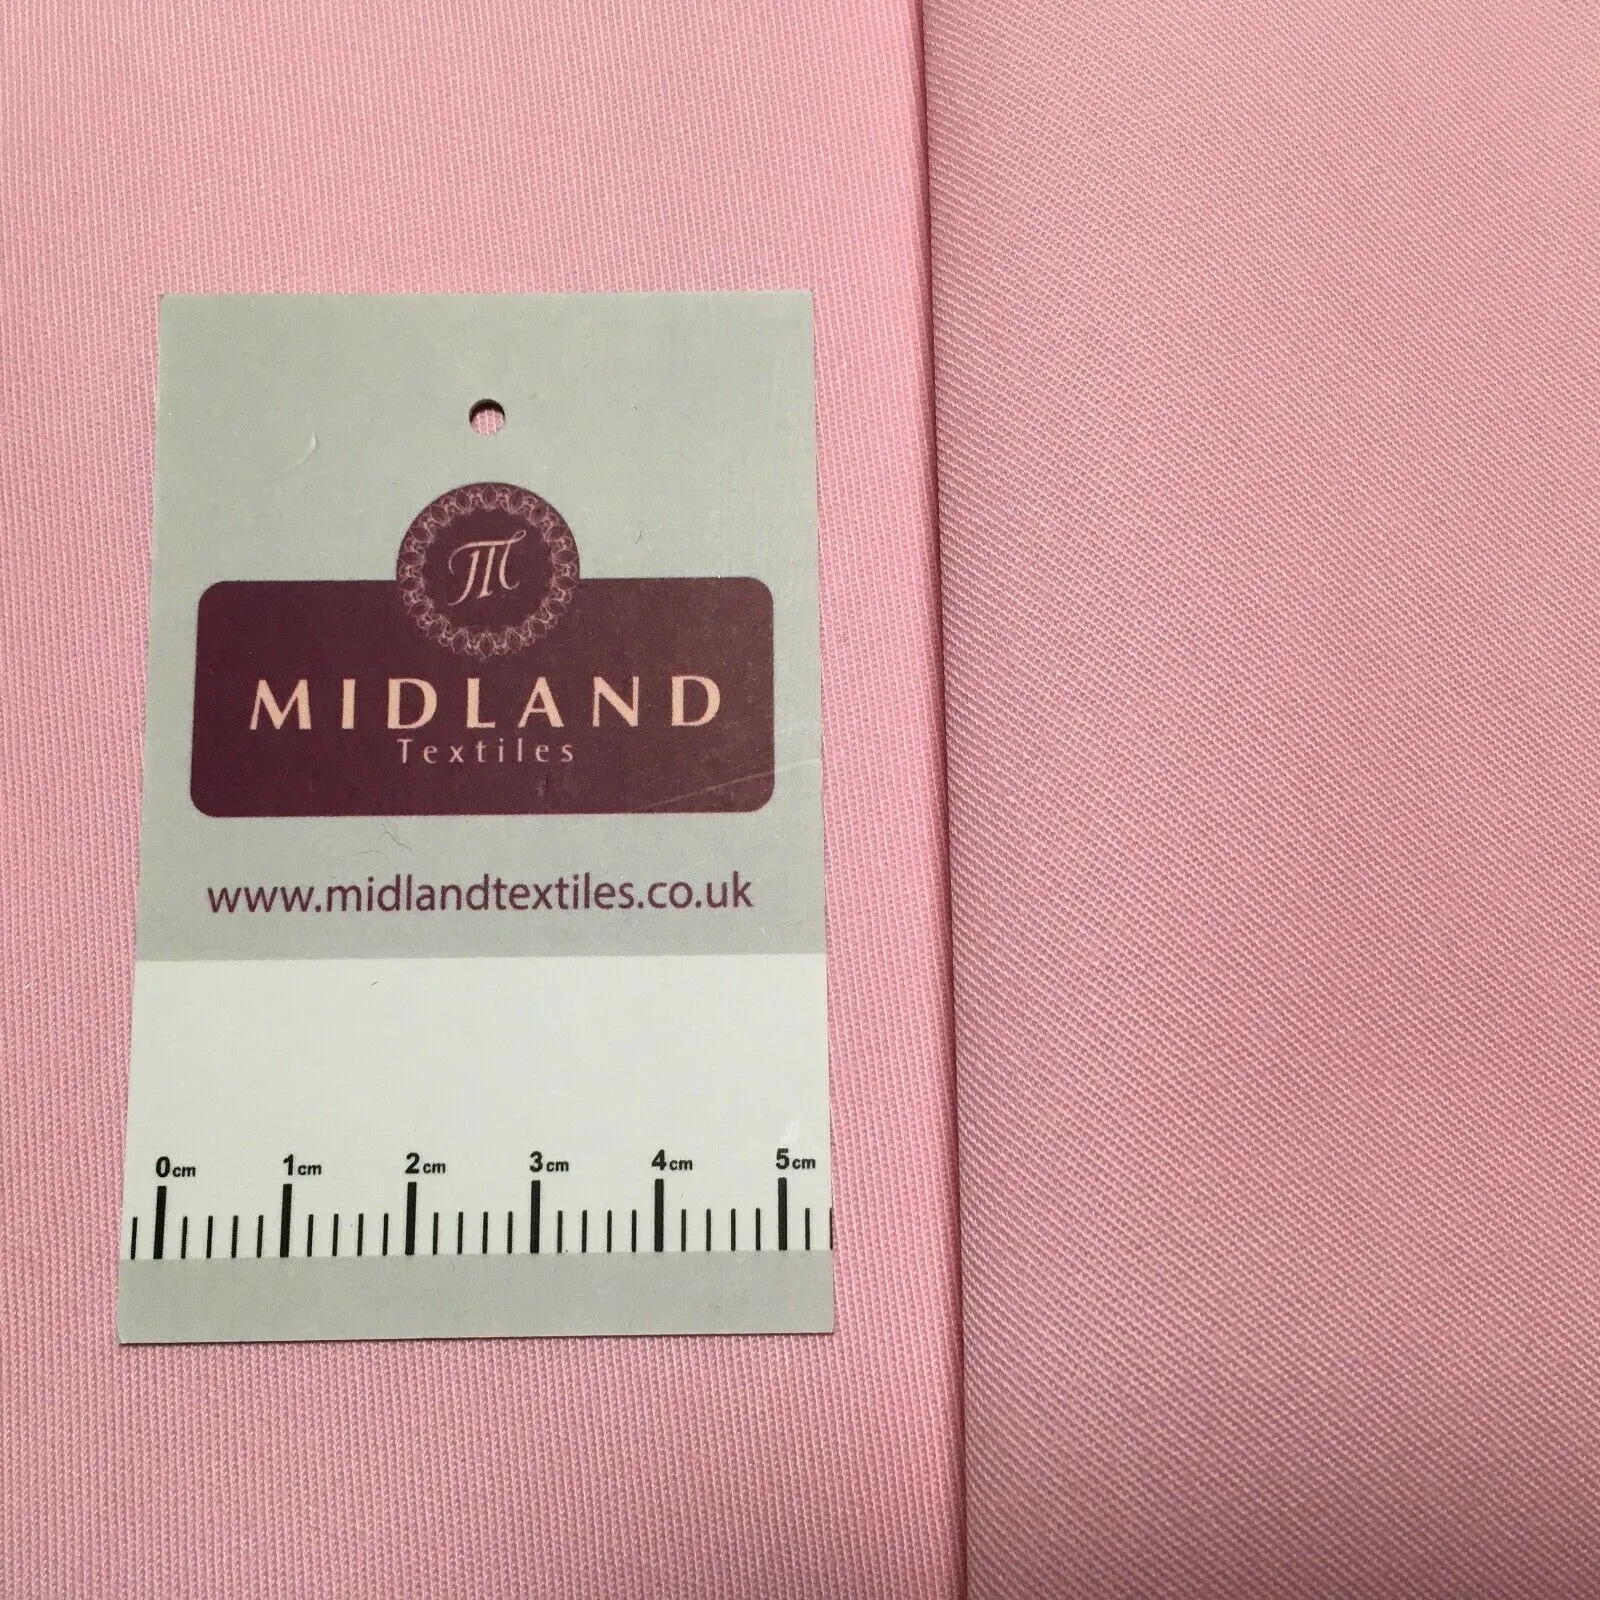 M
MIDLAND
Textiles
www.midlandtextiles.co.uk
0cm 1cm 2cm 3cm 4cm 5cm